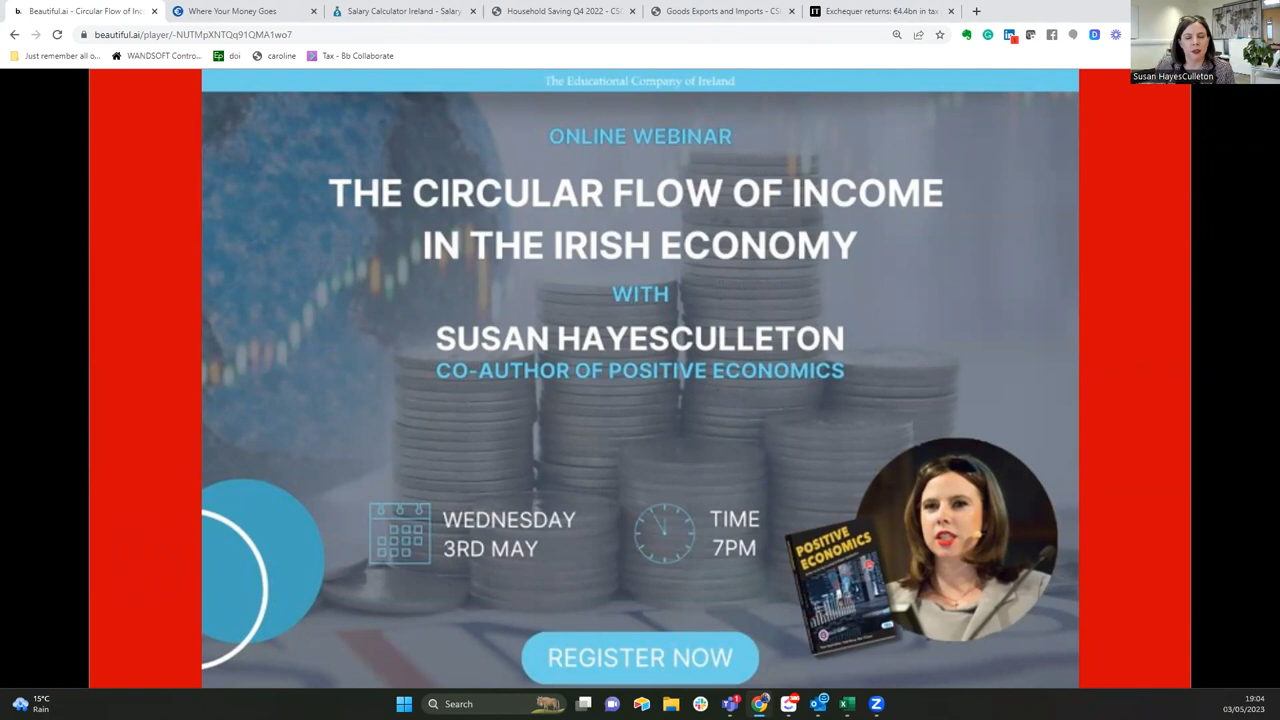 Beautiful.ai - Circular Flow of Inc
Where Your Money Goes
Salary Calculator Ireland - Salary
Household Saving Q4 2022 - CSO
Goods Exports and Imports - CSO
Exchequer returns: €4.4bn in tax
beautiful.ai/player/-NUTMpXNTQq91QMA1wo7
Just remember all o...
WANDSOFT Contro...
doi
caroline
Tax - Bb Collaborate
Susan HayesCulleton
The Educational Company of Ireland
ONLINE WEBINAR
THE CIRCULAR FLOW OF INCOME
IN THE IRISH ECONOMY
WITH
SUSAN HAYESCULLETON
CO-AUTHOR OF POSITIVE ECONOMICS
WEDNESDAY
3RD MAY
TIME
7PM
POSITIVE
ECONOMICS
REGISTER NOW
15°C
Rain
Search
19:04
03/05/2023